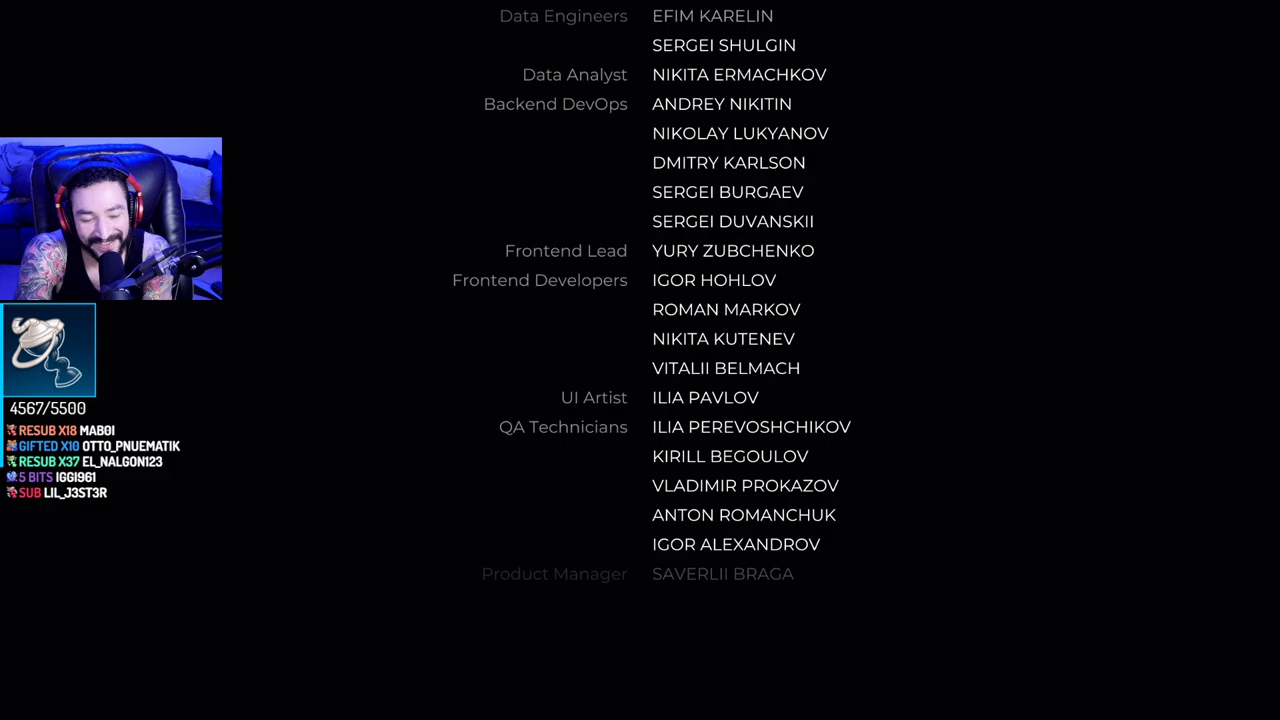 Data Engineers EFIM KARELIN
SERGEI SHULGIN
Data Analyst NIKITA ERMACHKOV
Backend DevOps ANDREY NIKITIN
NIKOLAY LUKYANOV
DMITRY KARLSON
SERGEI BURGAEV
SERGEI DUVANSKII
Frontend Lead YURY ZUBCHENKO
Frontend Developers IGOR HOHLOV
ROMAN MARKOV
NIKITA KUTENEV
VITALII BELMACH
UI Artist ILIA PAVLOV
QA Technicians ILIA PEREVOSHCHIKOV
KIRILL BEGOULOV
VLADIMIR PROKAZOV
ANTON ROMANCHUK
IGOR ALEXANDROV
Product Manager SAVERLII BRAGA
4567/5500
RESUB X18 MABGI
GIFTED X10 OTTO_PNUEMATIK
RESUB X37 EL_NALGON123
5 BITS IGGI961
SUB LIL_J3ST3R